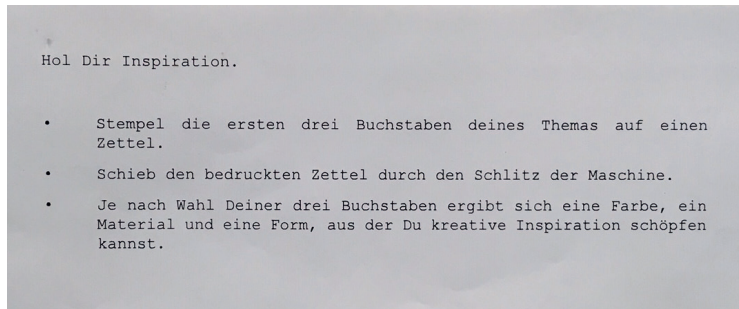 Hol Dir Inspiration.
• Stempel die ersten drei Buchstaben deines Themas auf einen
Zettel.
• Schieb den bedruckten Zettel durch den Schlitz der Maschine.
• Je nach Wahl Deiner drei Buchstaben ergibt sich eine Farbe, ein
Material und eine Form, aus der Du kreative Inspiration schöpfen
kannst.